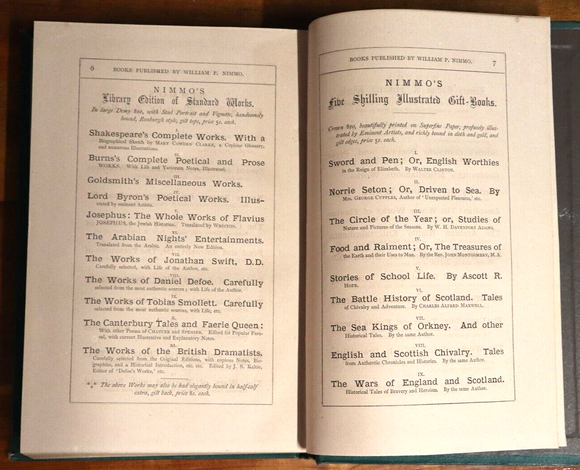 6 BOOKS PUBLISHED BY WILLIAM P. NIMMO.
NIMMO'S
Library Edition of Standard Works.
In large Demy 8vo, with Steel Portrait and Vignette, handsomely
bound, Roxburgh style, gilt tops, price 5s. each.
I.
Shakespeare's Complete Works. With a
Biographical Sketch by MARY COWDEN CLARKE, a Copious Glossary,
and numerous Illustrations.
II.
Burns's Complete Poetical and Prose
WORKS. With Life and Variorum Notes, Illustrated.
III.
Goldsmith's Miscellaneous Works.
IV.
Lord Byron's Poetical Works. Illus-
trated by eminent Artists.
V.
Josephus: The Whole Works of Flavius
JOSEPHUS, the Jewish Historian. Translated by WHISTON.
VI.
The Arabian Nights' Entertainments.
Translated from the Arabic. An entirely New Edition.
VII.
The Works of Jonathan Swift, D.D.
Carefully selected, with Life of the Author, etc.
VIII.
The Works of Daniel Defoe. Carefully
selected from the most authentic sources; with Life of the Author.
IX.
The Works of Tobias Smollett. Carefully
selected from the most authentic sources; with Life, etc.
X.
The Canterbury Tales and Faerie Queen:
With other Poems of CHAUCER and SPENSER. Edited for Popular Peru-
sal, with current Illustrative and Explanatory Notes.
XI.
The Works of the British Dramatists.
Carefully selected from the Original Editions, with copious Notes, Bio-
graphies, and a Historical Introduction, etc. etc. Edited by J. S. Keltie,
Editor of "Defoe's Works," etc.
*** The above Works may also be had elegantly bound in half-calf
extra, gilt back, price 8s. each.
BOOKS PUBLISHED BY WILLIAM P. NIMMO. 7
NIMMO'S
Five Shilling Illustrated Gift-Books.
Crown 8vo, beautifully printed on Superfine Paper, profusely illus-
trated by Eminent Artists, and richly bound in cloth and gold, and
gilt edges, price 5s. each.
I.
Sword and Pen; Or, English Worthies
in the Reign of Elizabeth. By WALTER CLINTON.
II.
Norrie Seton; Or, Driven to Sea. By
Mrs. GEORGE CUPPLES, Author of 'Unexpected Pleasures,' etc.
III.
The Circle of the Year; or, Studies of
Nature and Pictures of the Seasons. By W. H. DAVENPORT ADAMS.
IV.
Food and Raiment; Or, The Treasures of
the Earth and their Uses to Man. By the Rev. JOHN MONTGOMERY, M.A.
V.
Stories of School Life. By Ascott R.
HOPE.
VI.
The Battle History of Scotland. Tales
of Chivalry and Adventure. By CHARLES ALFRED MAXWELL.
VII.
The Sea Kings of Orkney. And other
Historical Tales. By the same Author.
VIII.
English and Scottish Chivalry. Tales
from Authentic Chronicles and Histories. By the same Author.
IX.
The Wars of England and Scotland.
Historical Tales of Bravery and Heroism. By the same Author.